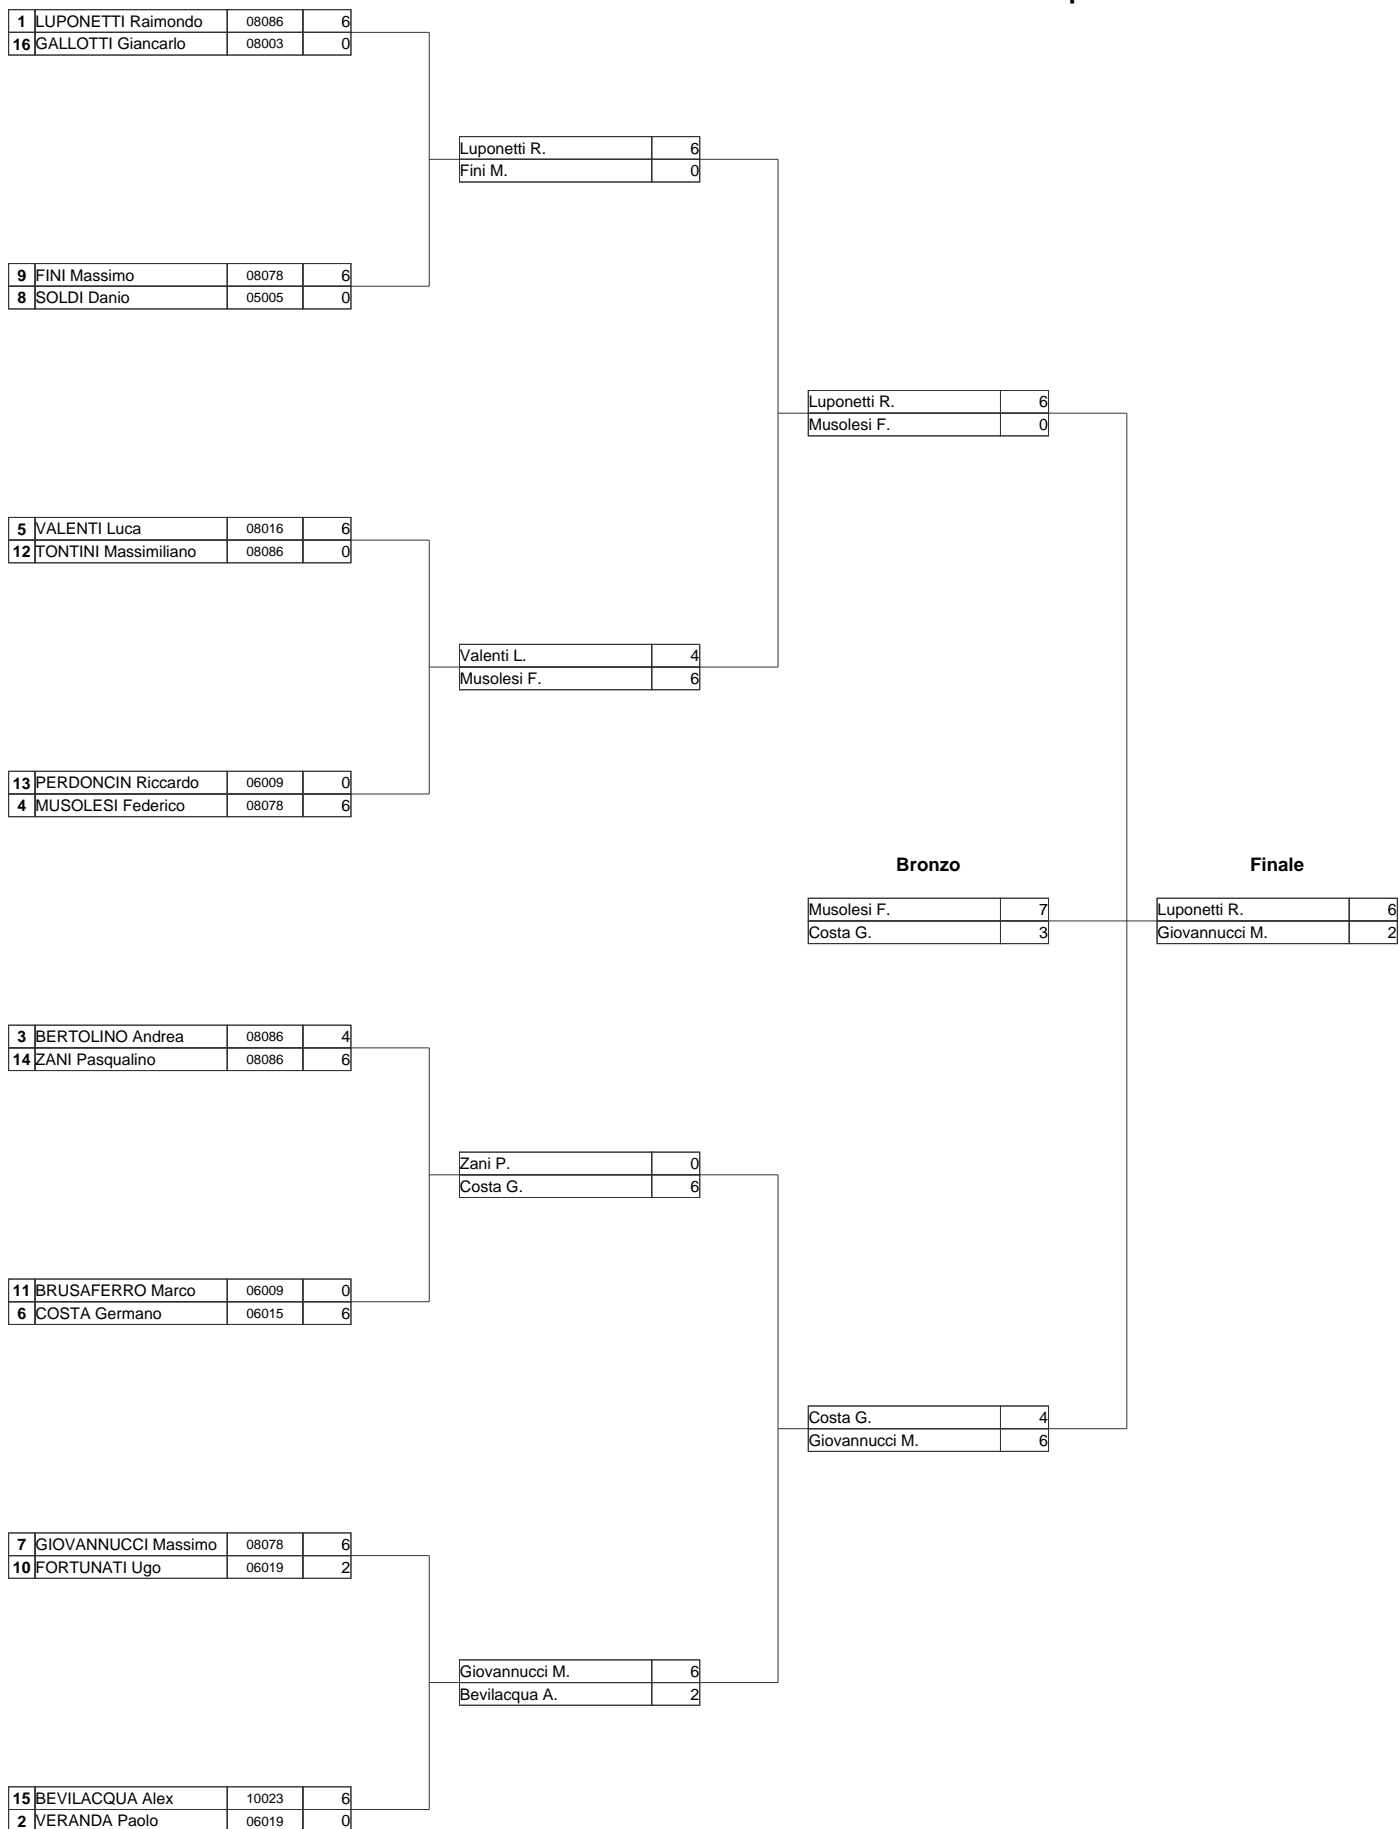 1 LUPONETTI Raimondo 08086 6
16 GALLOTTI Giancarlo 08003 0
Luponetti R. 6
Fini M. 0
9 FINI Massimo 08078 6
8 SOLDI Danio 05005 0
Luponetti R. 6
Musolesi F. 0
5 VALENTI Luca 08016 6
12 TONTINI Massimiliano 08086 0
Valenti L. 4
Musolesi F. 6
13 PERDONCIN Riccardo 06009 0
4 MUSOLESI Federico 08078 6
Bronzo Finale
Musolesi F. 7 Luponetti R. 6
Costa G. 3 Giovannucci M. 2
3 BERTOLINO Andrea 08086 4
14 ZANI Pasqualino 08086 6
Zani P. 0
Costa G. 6
11 BRUSAFERRO Marco 06009 0
6 COSTA Germano 06015 6
Costa G. 4
Giovannucci M. 6
7 GIOVANNUCCI Massimo 08078 6
10 FORTUNATI Ugo 06019 2
Giovannucci M. 6
Bevilacqua A. 2
15 BEVILACQUA Alex 10023 6
2 VERANDA Paolo 06019 0